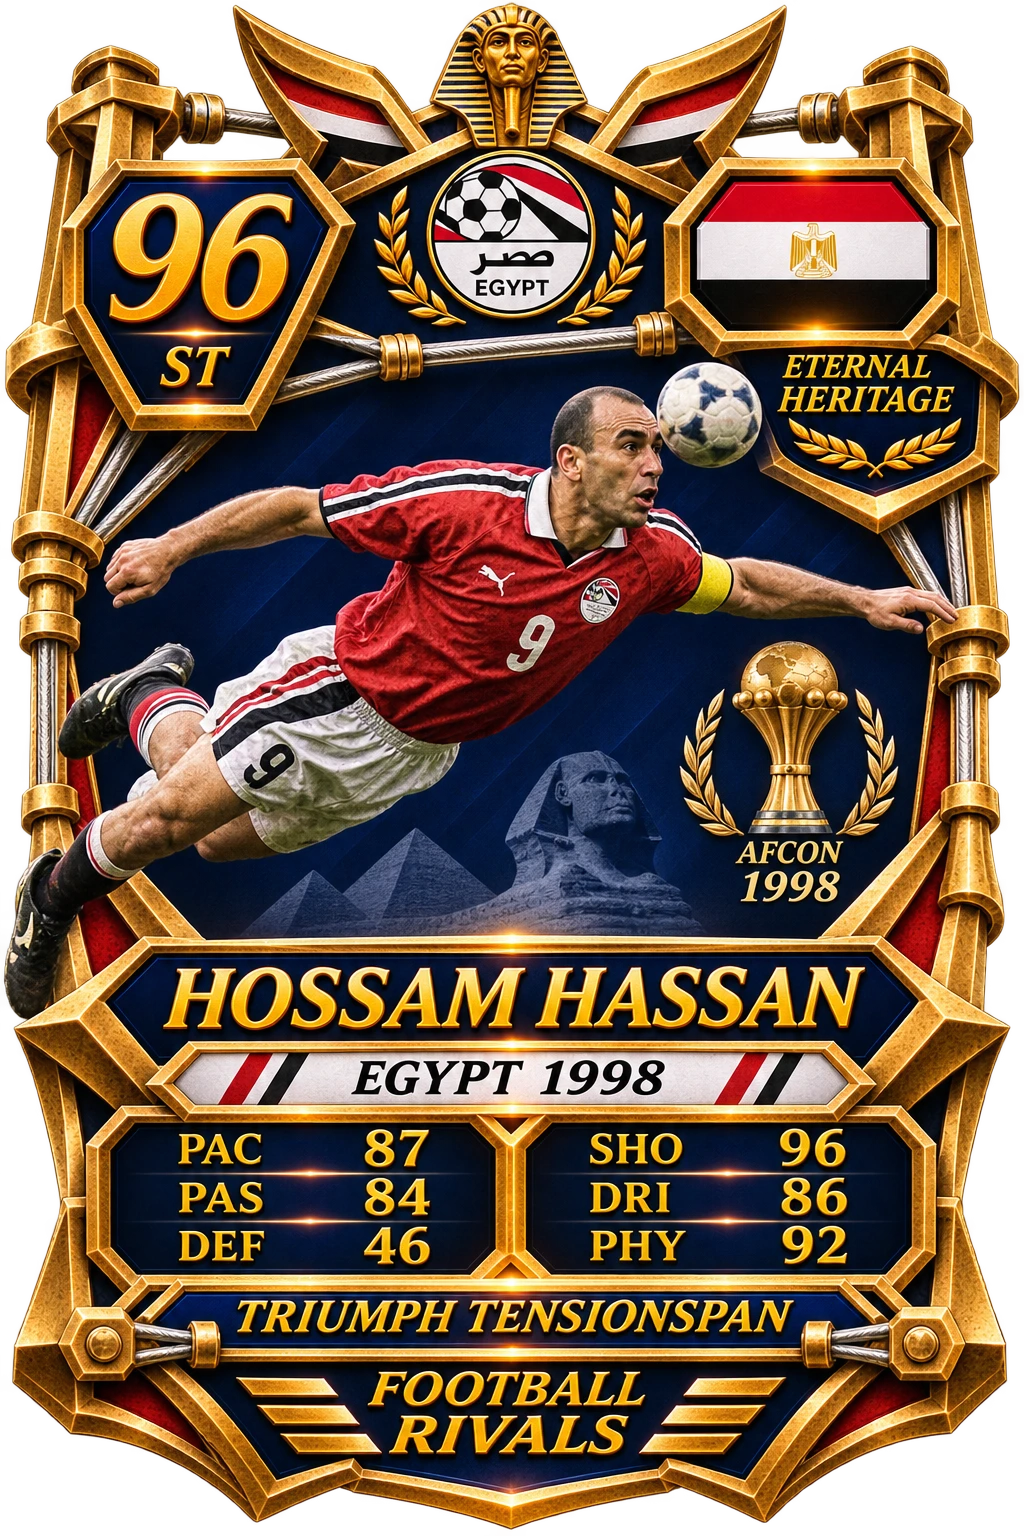 96
ST
مصر
EGYPT
ETERNAL
HERITAGE
9
9
AFCON
1998
HOSSAM HASSAN
EGYPT 1998
PAC 87
SHO 96
PAS 84
DRI 86
DEF 46
PHY 92
TRIUMPH TENSIONSPAN
FOOTBALL
RIVALS